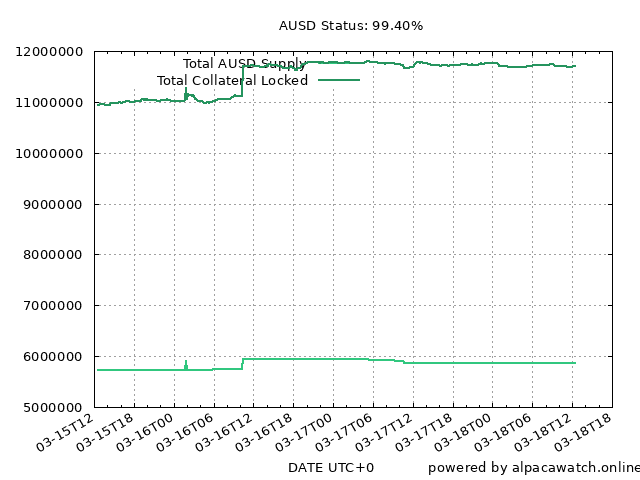 AUSD Status: 99.40%
12000000
11000000
10000000
9000000
8000000
7000000
6000000
5000000
Total AUSD Supply
Total Collateral Locked
03-15T12
03-15T18
03-16T00
03-16T06
03-16T12
03-16T18
03-17T00
03-17T06
03-17T12
03-17T18
03-18T00
03-18T06
03-18T12
03-18T18
DATE UTC+0
powered by alpacawatch.online